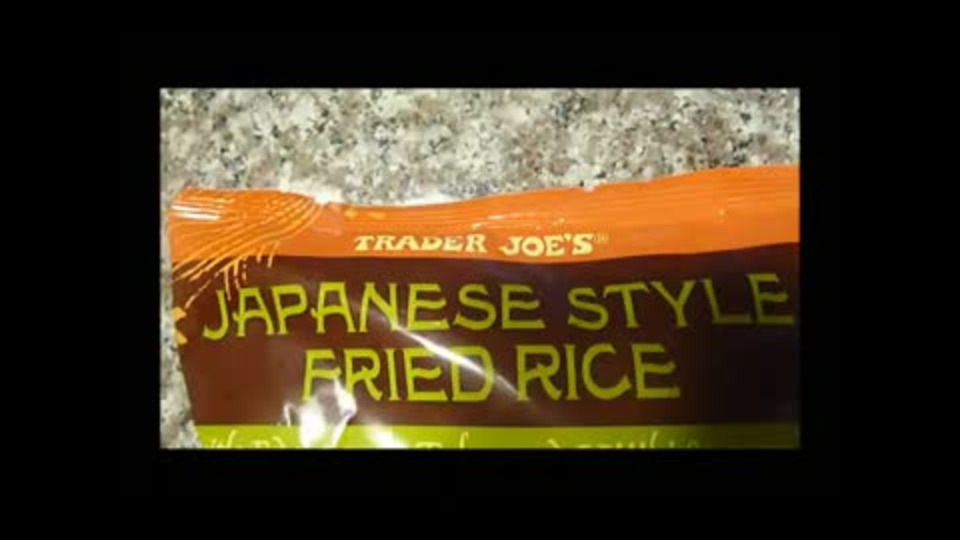 TRADER JOE'S®
JAPANESE STYLE
FRIED RICE